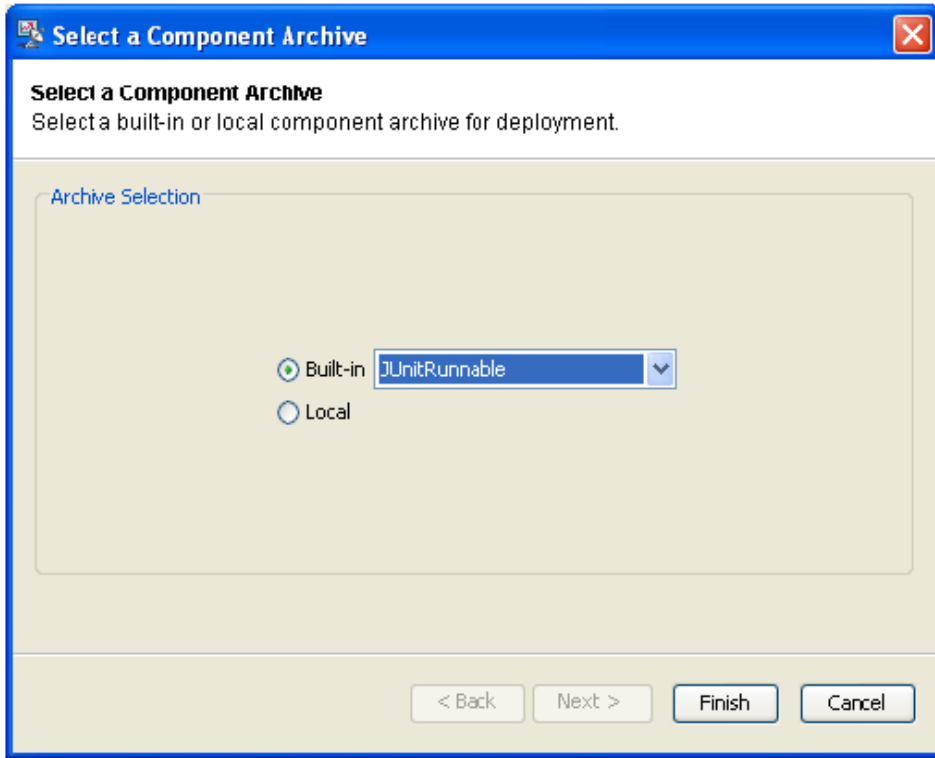 Select a Component Archive
Select a Component Archive
Select a built-in or local component archive for deployment.
Archive Selection
Built-in JUnitRunnable
Local
< Back Next > Finish Cancel